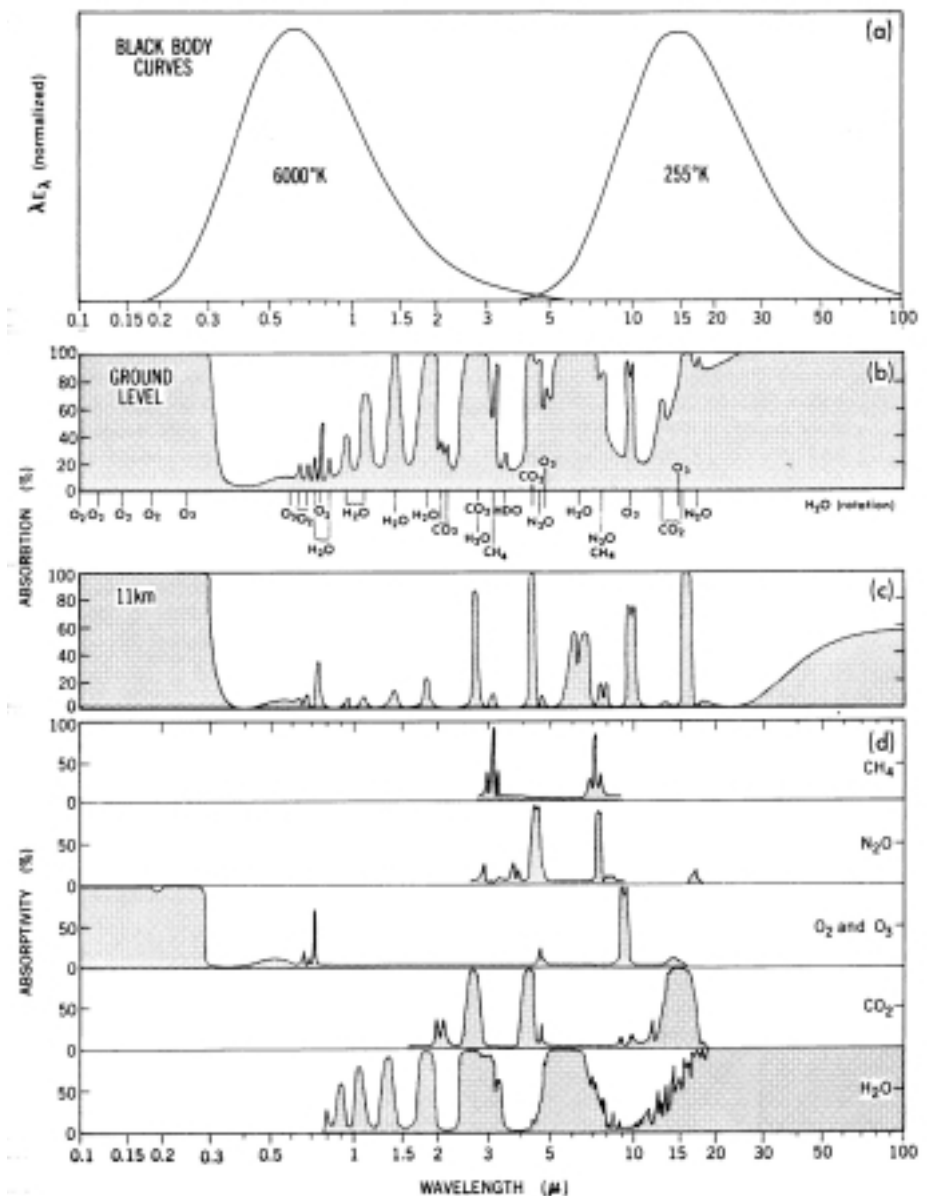 BLACK BODY
CURVES
(a)
λελ (normalized)
6000°K
255°K
0.1 0.15 0.2 0.3 0.5 1 1.5 2 3 5 10 15 20 30 50 100
GROUND
LEVEL
(b)
100
80
60
40
20
0
ABSORBTION (%)
O₂ O₂ O₂ O₂ O₃ O₃ O₂ O₂ H₂O H₂O H₂O CO₂ CO₂ HDO CO₂ O₃ H₂O O₃ CO₂ O₃ N₂O H₂O (rotation)
H₂O CO₂ H₂O CH₄ N₂O N₂O CH₄
11km
(c)
100
80
60
40
20
0
(d)
ABSORPTIVITY (%)
100
50
0
CH₄
50
0
N₂O
50
0
O₂ and O₃
50
0
CO₂
50
0
H₂O
0.1 0.15 0.2 0.3 0.5 1 1.5 2 3 5 10 15 20 30 50 100
WAVELENGTH (μ)